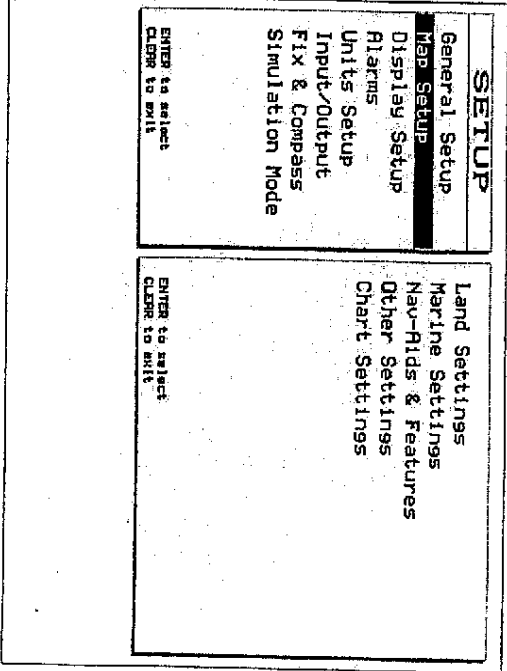 SETUP
General Setup
Map Setup
Display Setup
Alarms
Units Setup
Input/Output
Fix & Compass
Simulation Mode
ENTER to select
CLEAR to exit
Land Settings
Marine Settings
Nav-Aids & Features
Other Settings
Chart Settings
ENTER to select
CLEAR to exit